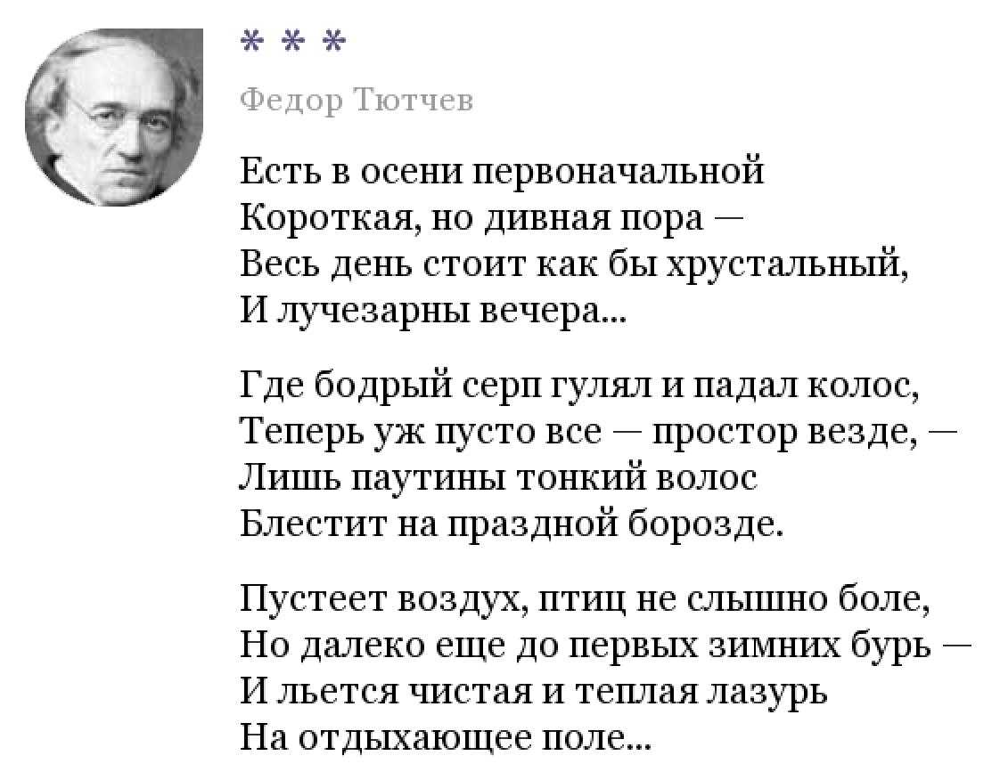 * * *
Федор Тютчев
Есть в осени первоначальной
Короткая, но дивная пора —
Весь день стоит как бы хрустальный,
И лучезарны вечера...
Где бодрый серп гулял и падал колос,
Теперь уж пусто все — простор везде, —
Лишь паутины тонкий волос
Блестит на праздной борозде.
Пустеет воздух, птиц не слышно боле,
Но далеко еще до первых зимних бурь —
И льется чистая и теплая лазурь
На отдыхающее поле...